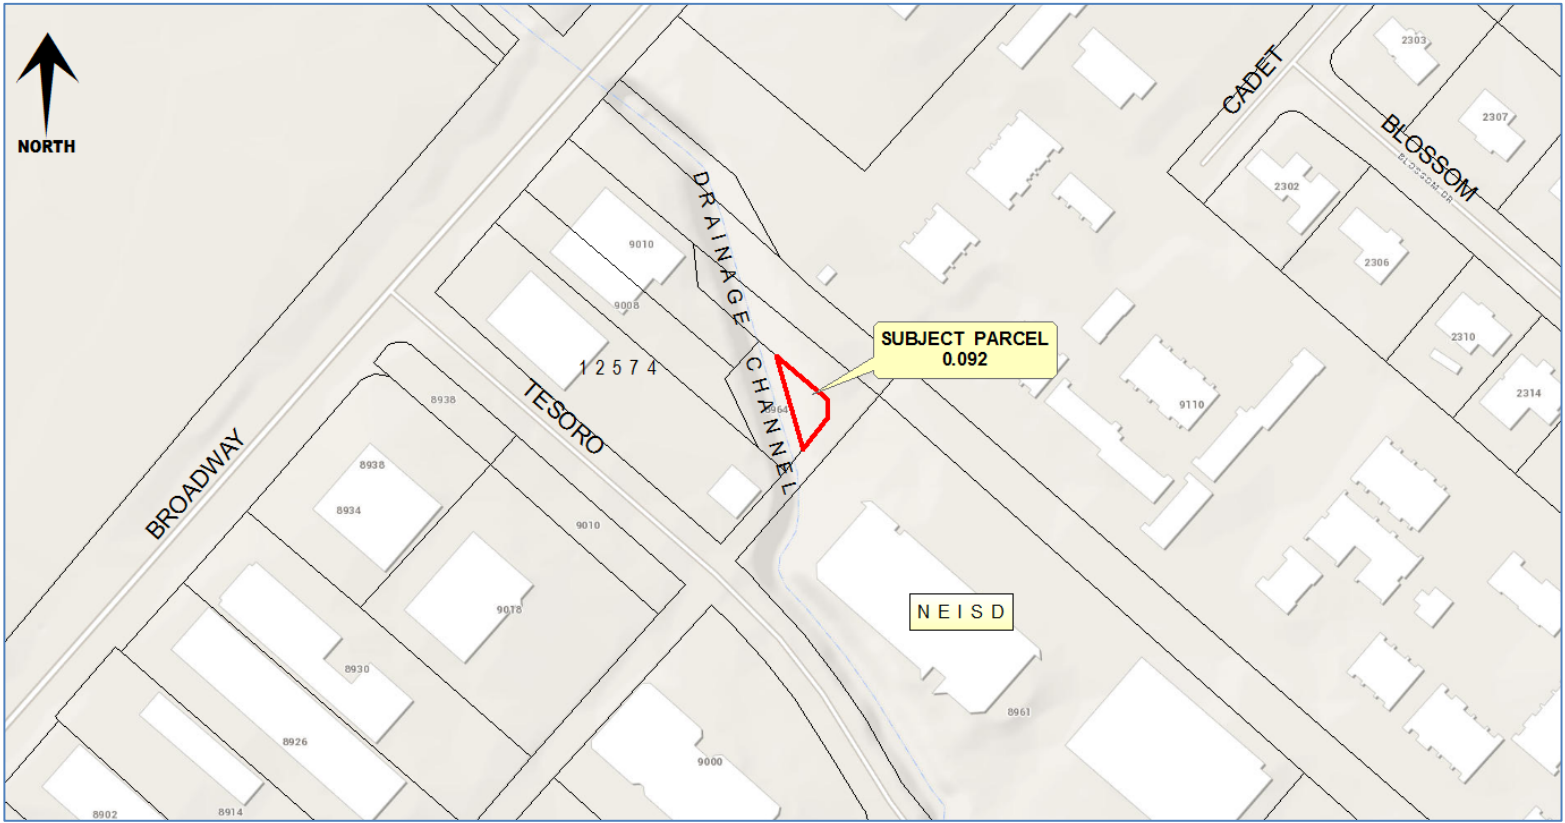 NORTH
CADET
BLOSSOM
BLOSSOM DR
2303
2307
2302
2306
2310
2314
DRAINAGE CHANNEL
9010
9008
12574
SUBJECT PARCEL
0.092
8964
9110
TESORO
8938
BROADWAY
8938
8934
9010
9018
NEISD
8961
8930
8926
9000
8914
8902